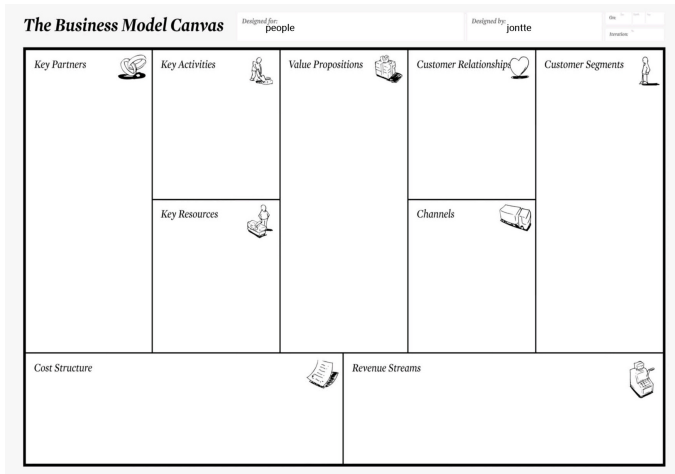 The Business Model Canvas
Designed for:
people
Designed by:
jontte
Iteration
Key Partners
Key Activities
Value Propositions
Customer Relationships
Customer Segments
Key Resources
Channels
Cost Structure
Revenue Streams